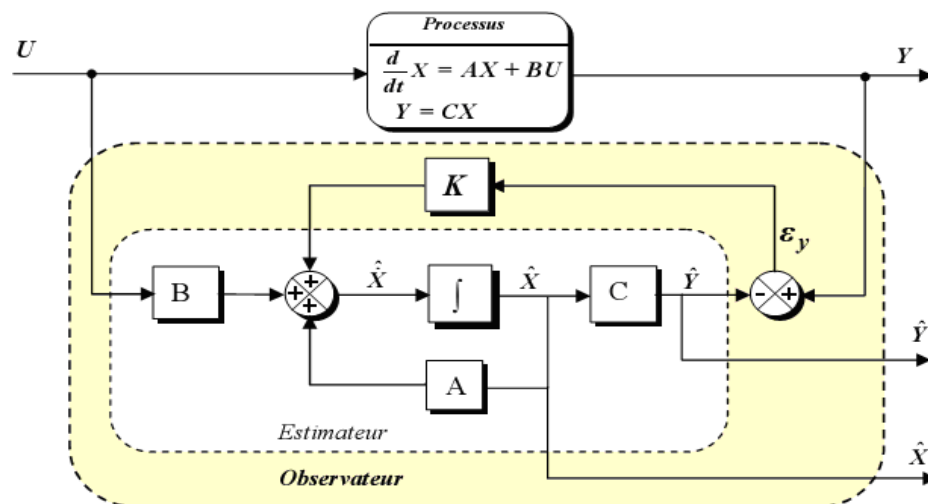 Processus
U
d/dt X = AX + BU
Y
Y = CX
K
ε_y
B
+
+
+
X̂̇
∫
X̂
C
Ŷ
-
+
Ŷ
A
Estimateur
Observateur
X̂